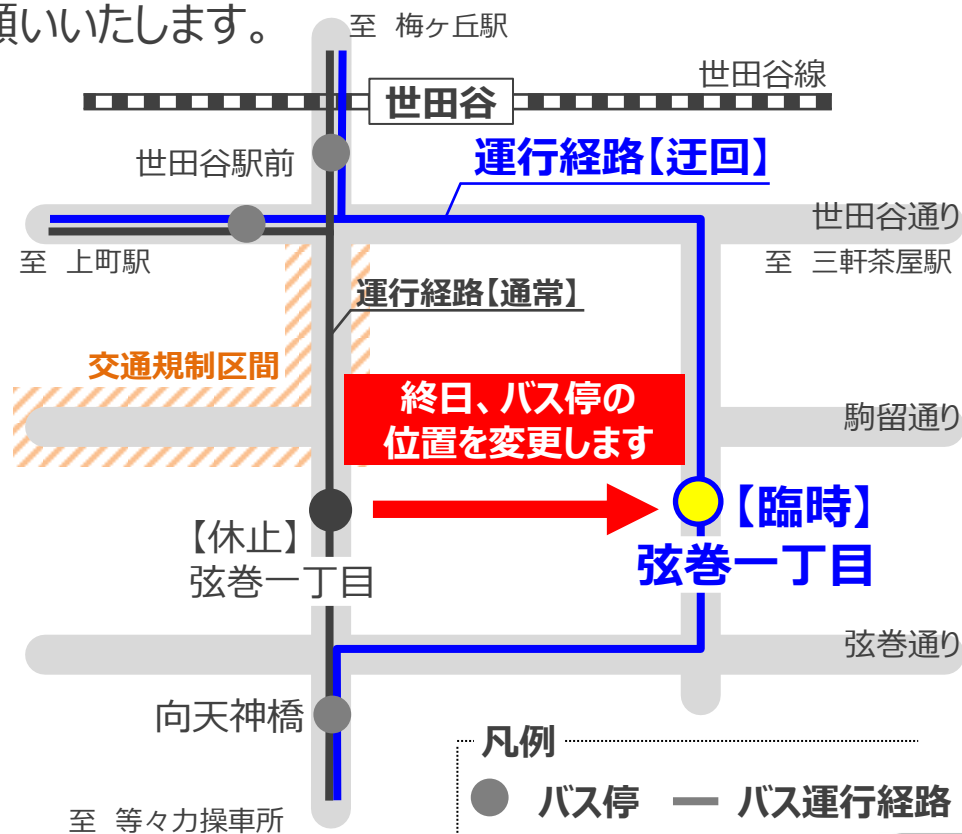 願いいたします。
至 梅ヶ丘駅
世田谷線
世田谷
世田谷駅前
運行経路【迂回】
世田谷通り
至 上町駅
至 三軒茶屋駅
運行経路【通常】
交通規制区間
終日、バス停の
位置を変更します
駒留通り
【休止】
弦巻一丁目
【臨時】
弦巻一丁目
弦巻通り
向天神橋
凡例
バス停
バス運行経路
至 等々力操車所